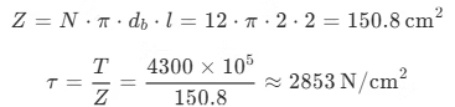 Z = N · π · d_b · l = 12 · π · 2 · 2 = 150.8 cm²
τ = T/Z = 4300 × 10⁵/150.8 ≈ 2853 N/cm²